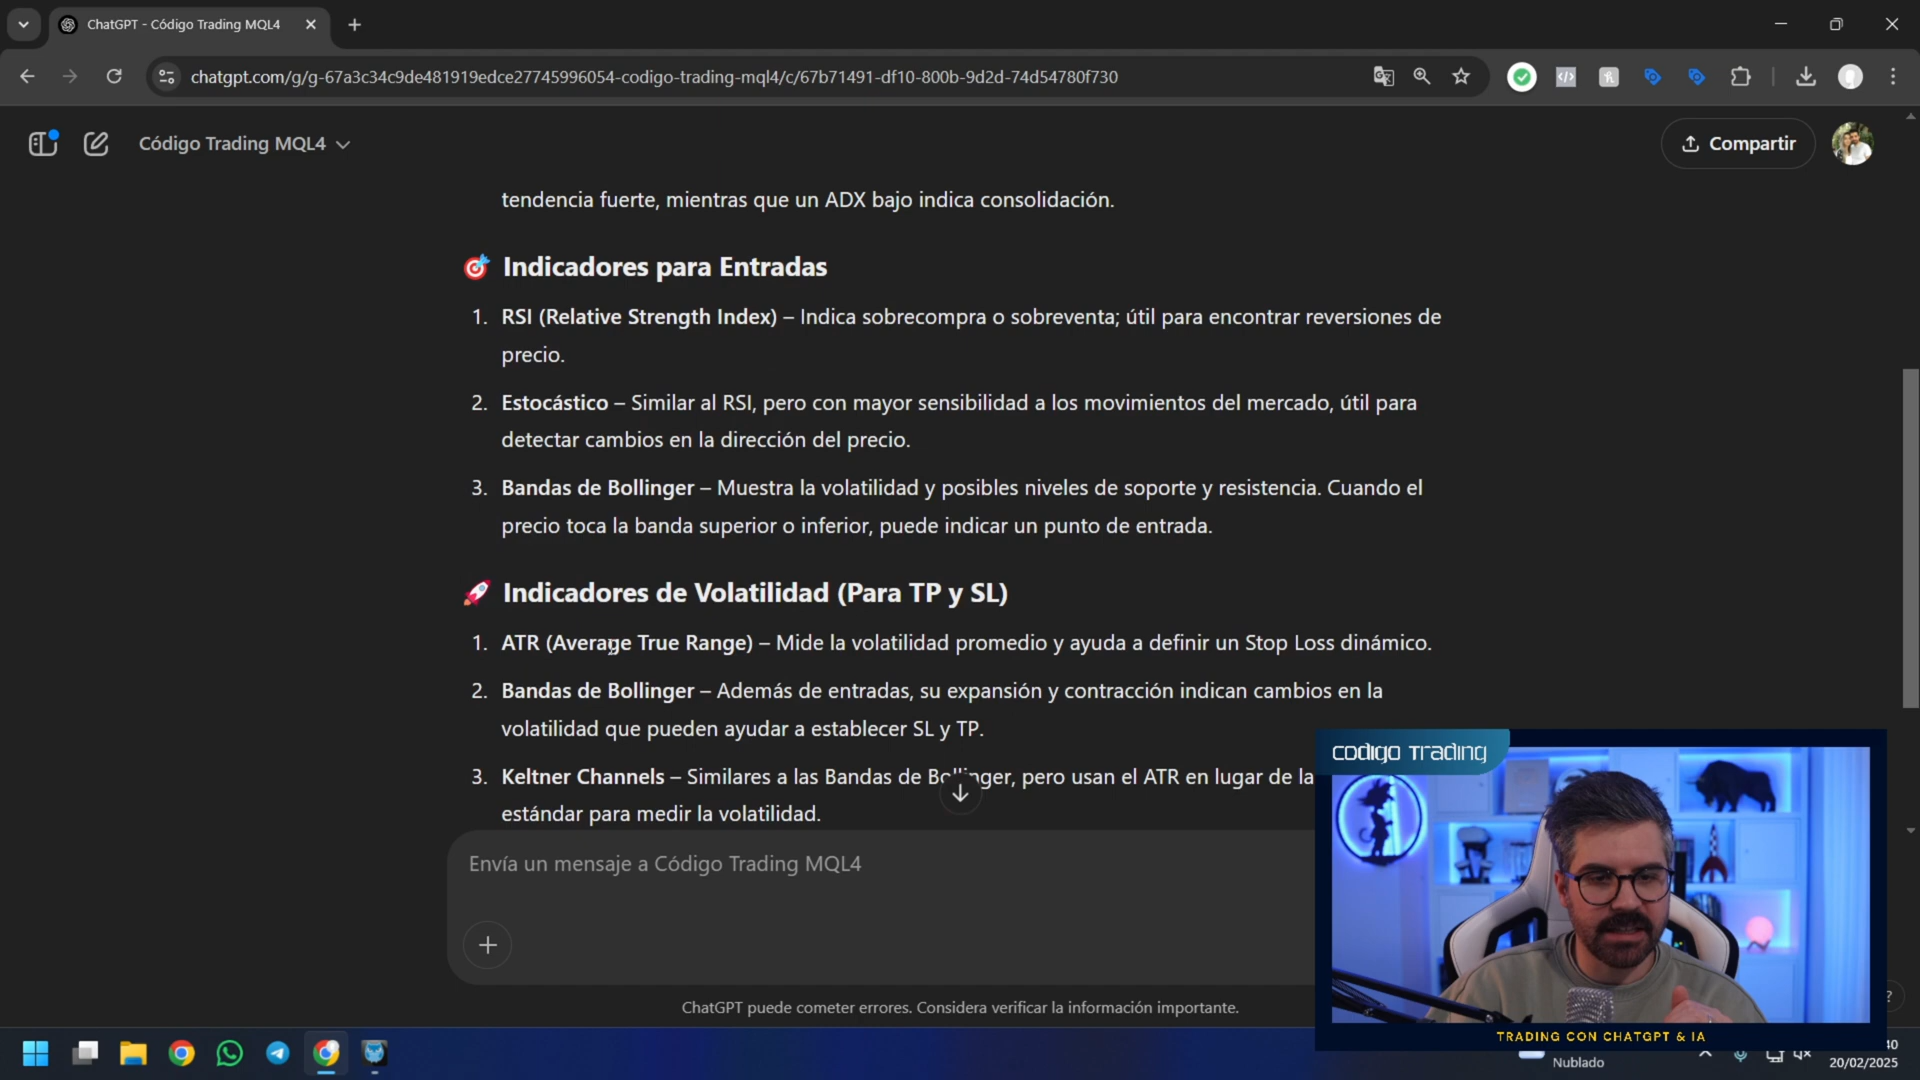 ChatGPT - Código Trading MQL4
chatgpt.com/g/g-67a3c34c9de481919edce27745996054-codigo-trading-mql4/c/67b71491-df10-800b-9d2d-74d54780f730
Código Trading MQL4
Compartir
tendencia fuerte, mientras que un ADX bajo indica consolidación.
🎯 Indicadores para Entradas
1. RSI (Relative Strength Index) – Indica sobrecompra o sobreventa; útil para encontrar reversiones de
precio.
2. Estocástico – Similar al RSI, pero con mayor sensibilidad a los movimientos del mercado, útil para
detectar cambios en la dirección del precio.
3. Bandas de Bollinger – Muestra la volatilidad y posibles niveles de soporte y resistencia. Cuando el
precio toca la banda superior o inferior, puede indicar un punto de entrada.
🚀 Indicadores de Volatilidad (Para TP y SL)
1. ATR (Average True Range) – Mide la volatilidad promedio y ayuda a definir un Stop Loss dinámico.
2. Bandas de Bollinger – Además de entradas, su expansión y contracción indican cambios en la
volatilidad que pueden ayudar a establecer SL y TP.
3. Keltner Channels – Similares a las Bandas de Bollinger, pero usan el ATR en lugar de la
estándar para medir la volatilidad.
Envía un mensaje a Código Trading MQL4
ChatGPT puede cometer errores. Considera verificar la información importante.
?
codigo Trading
TRADING CON CHATGPT & IA
Nublado
40
20/02/2025